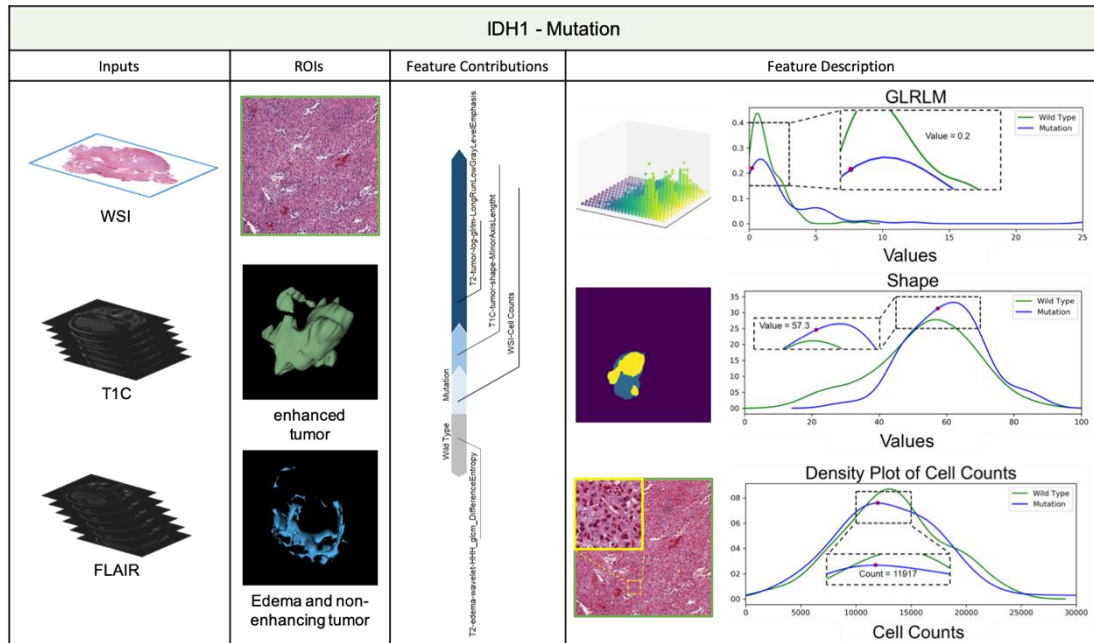 IDH1 - Mutation
Inputs
ROIs
Feature Contributions
Feature Description
WSI
T1C
FLAIR
enhanced
tumor
Edema and non-
enhancing tumor
T2-tumor-log-glrlm-LongRunLowGrayLevelEmphasis
T1C-tumor-shape-MinorAxisLengtht
WSI-Cell Counts
Mutation
Wild Type
T2-edema-wavelet-HHH_glcm_DifferenceEntropy
GLRLM
Wild Type
Mutation
Value = 0.2
0.4
0.3
0.2
0.1
0.0
0 5 10 15 20 25
Values
Shape
Wild Type
Mutation
Value = 57.3
35
30
25
20
15
10
05
00
0 20 40 60 80 100
Values
Density Plot of Cell Counts
Wild Type
Mutation
Count = 11917
08
06
04
02
00
0 5000 10000 15000 20000 25000 30000
Cell Counts